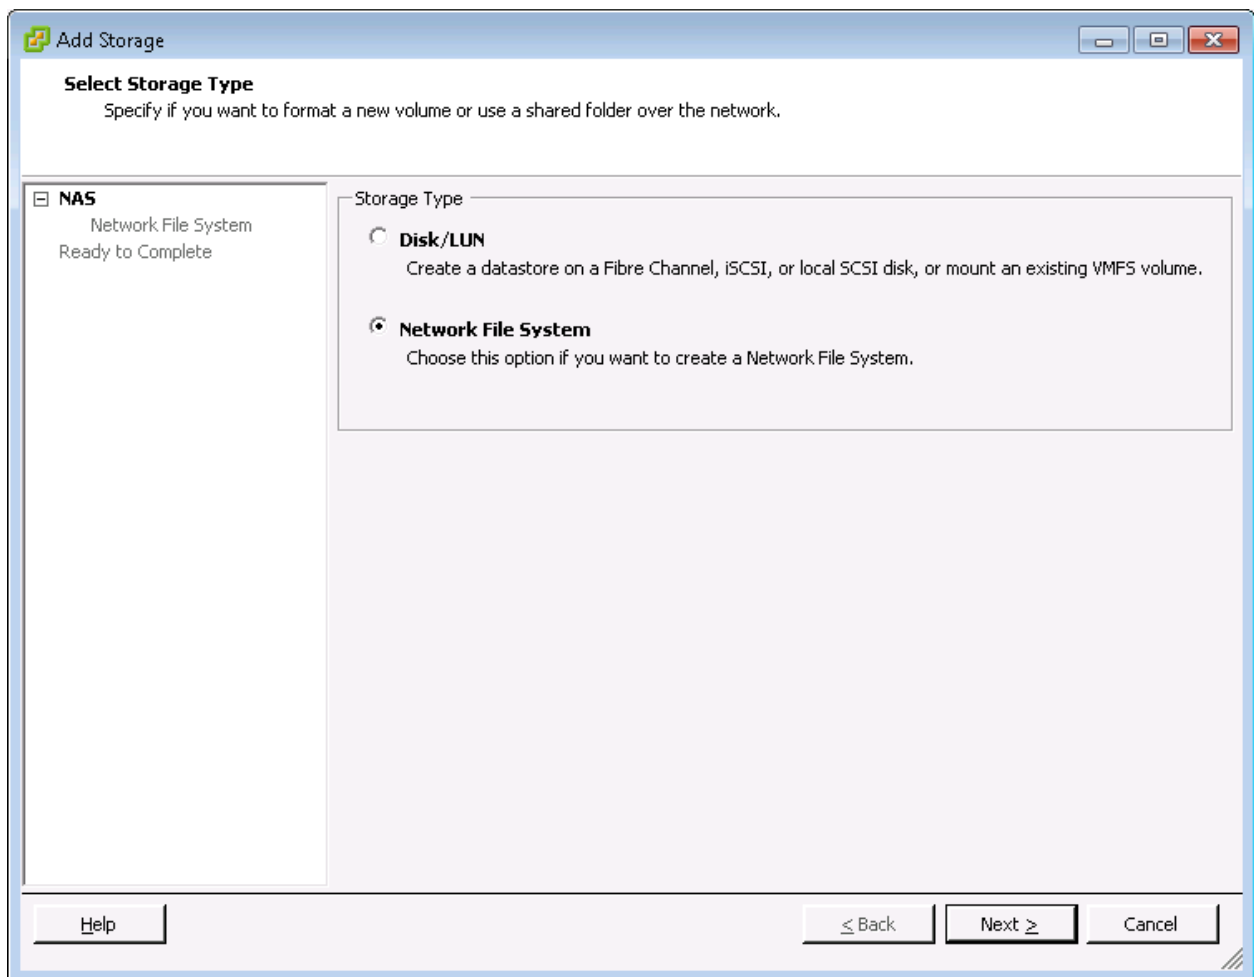 Add Storage
Select Storage Type
Specify if you want to format a new volume or use a shared folder over the network.
NAS
Network File System
Ready to Complete
Storage Type
Disk/LUN
Create a datastore on a Fibre Channel, iSCSI, or local SCSI disk, or mount an existing VMFS volume.
Network File System
Choose this option if you want to create a Network File System.
Help
< Back
Next >
Cancel